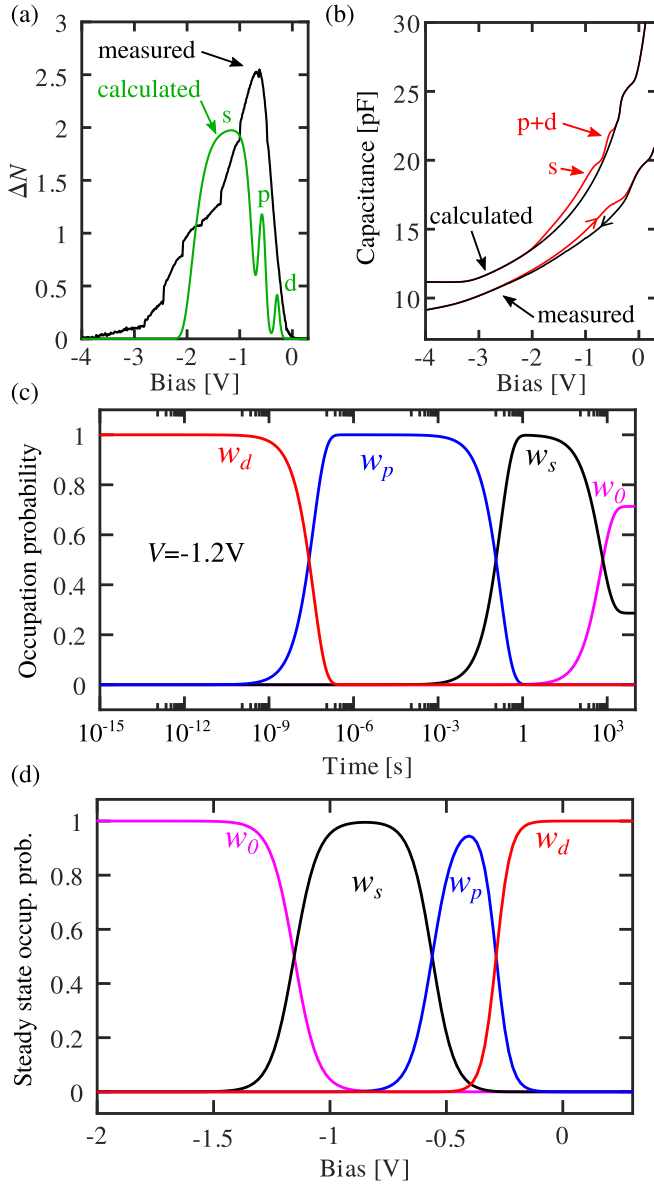 (a)
3
2.5
2
1.5
1
0.5
0
ΔN
measured
calculated
s
p
d
-4 -3 -2 -1 0
Bias [V]
(b)
30
25
20
15
10
Capacitance [pF]
p+d
s
calculated
measured
-4 -3 -2 -1 0
Bias [V]
(c)
1
0.8
0.6
0.4
0.2
0
Occupation probability
w_d
w_p
w_s
w_0
V=-1.2V
10^-15 10^-12 10^-9 10^-6 10^-3 1 10^3
Time [s]
(d)
1
0.8
0.6
0.4
0.2
0
Steady state occup. prob.
w_0
w_s
w_p
w_d
-2 -1.5 -1 -0.5 0
Bias [V]